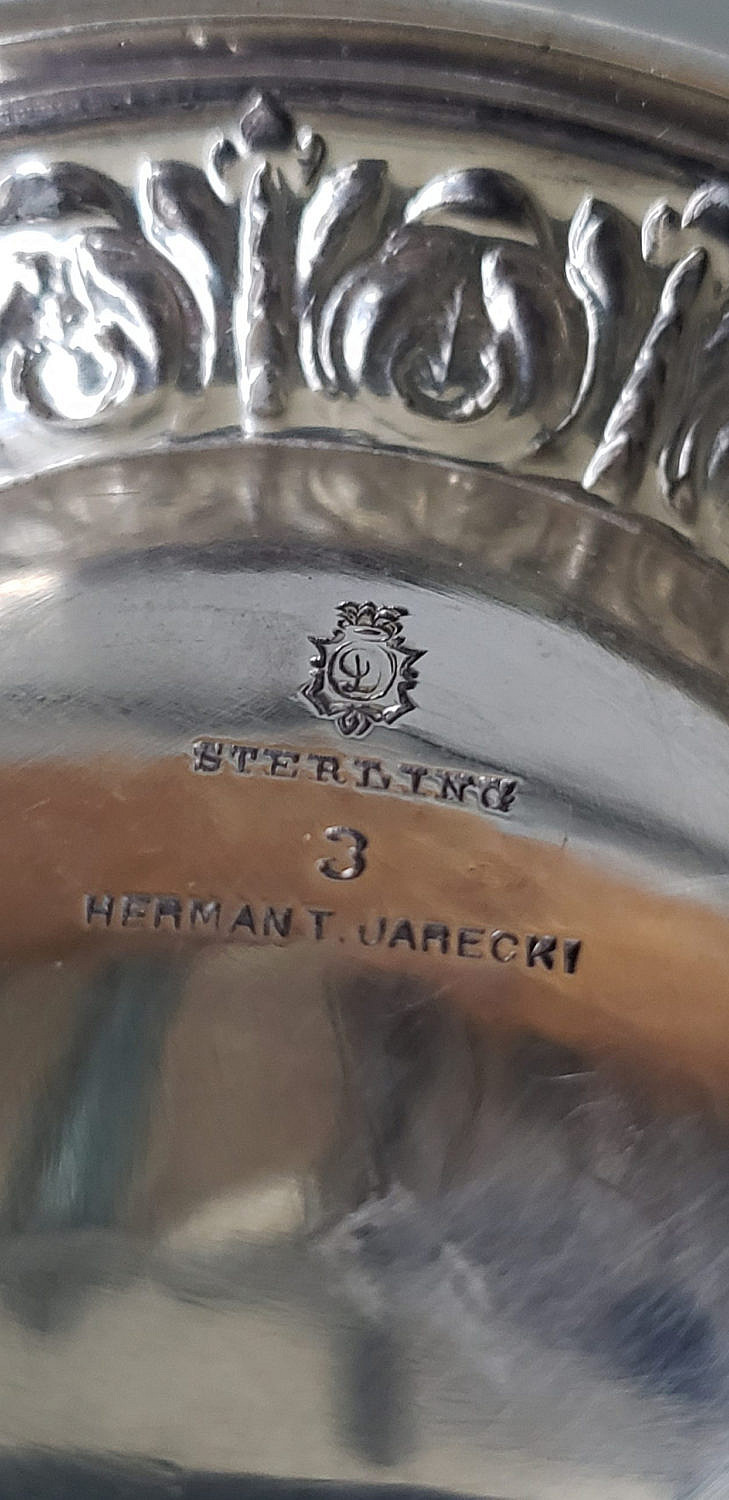 STERLING
3
HERMAN T. JARECKI